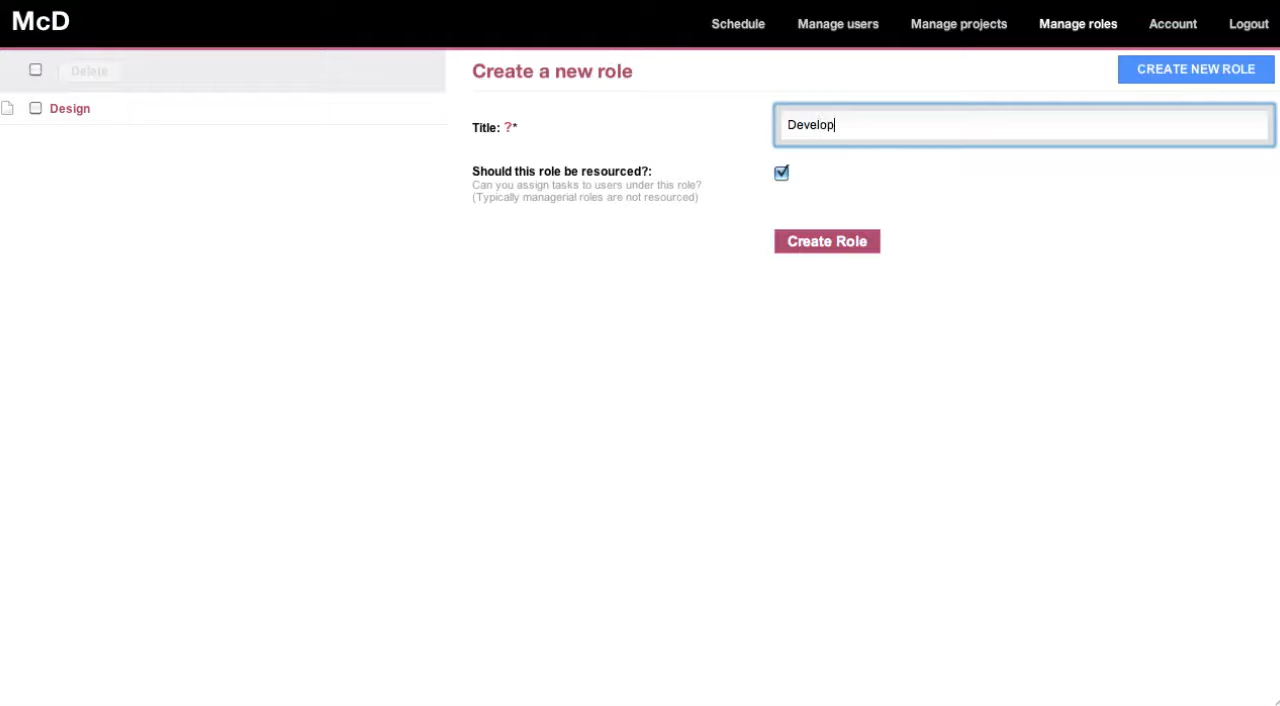 McD
Schedule Manage users Manage projects Manage roles Account Logout
Delete
Design
Create a new role
CREATE NEW ROLE
Title: ?*
Develop
Should this role be resourced?:
Can you assign tasks to users under this role?
(Typically managerial roles are not resourced)
Create Role